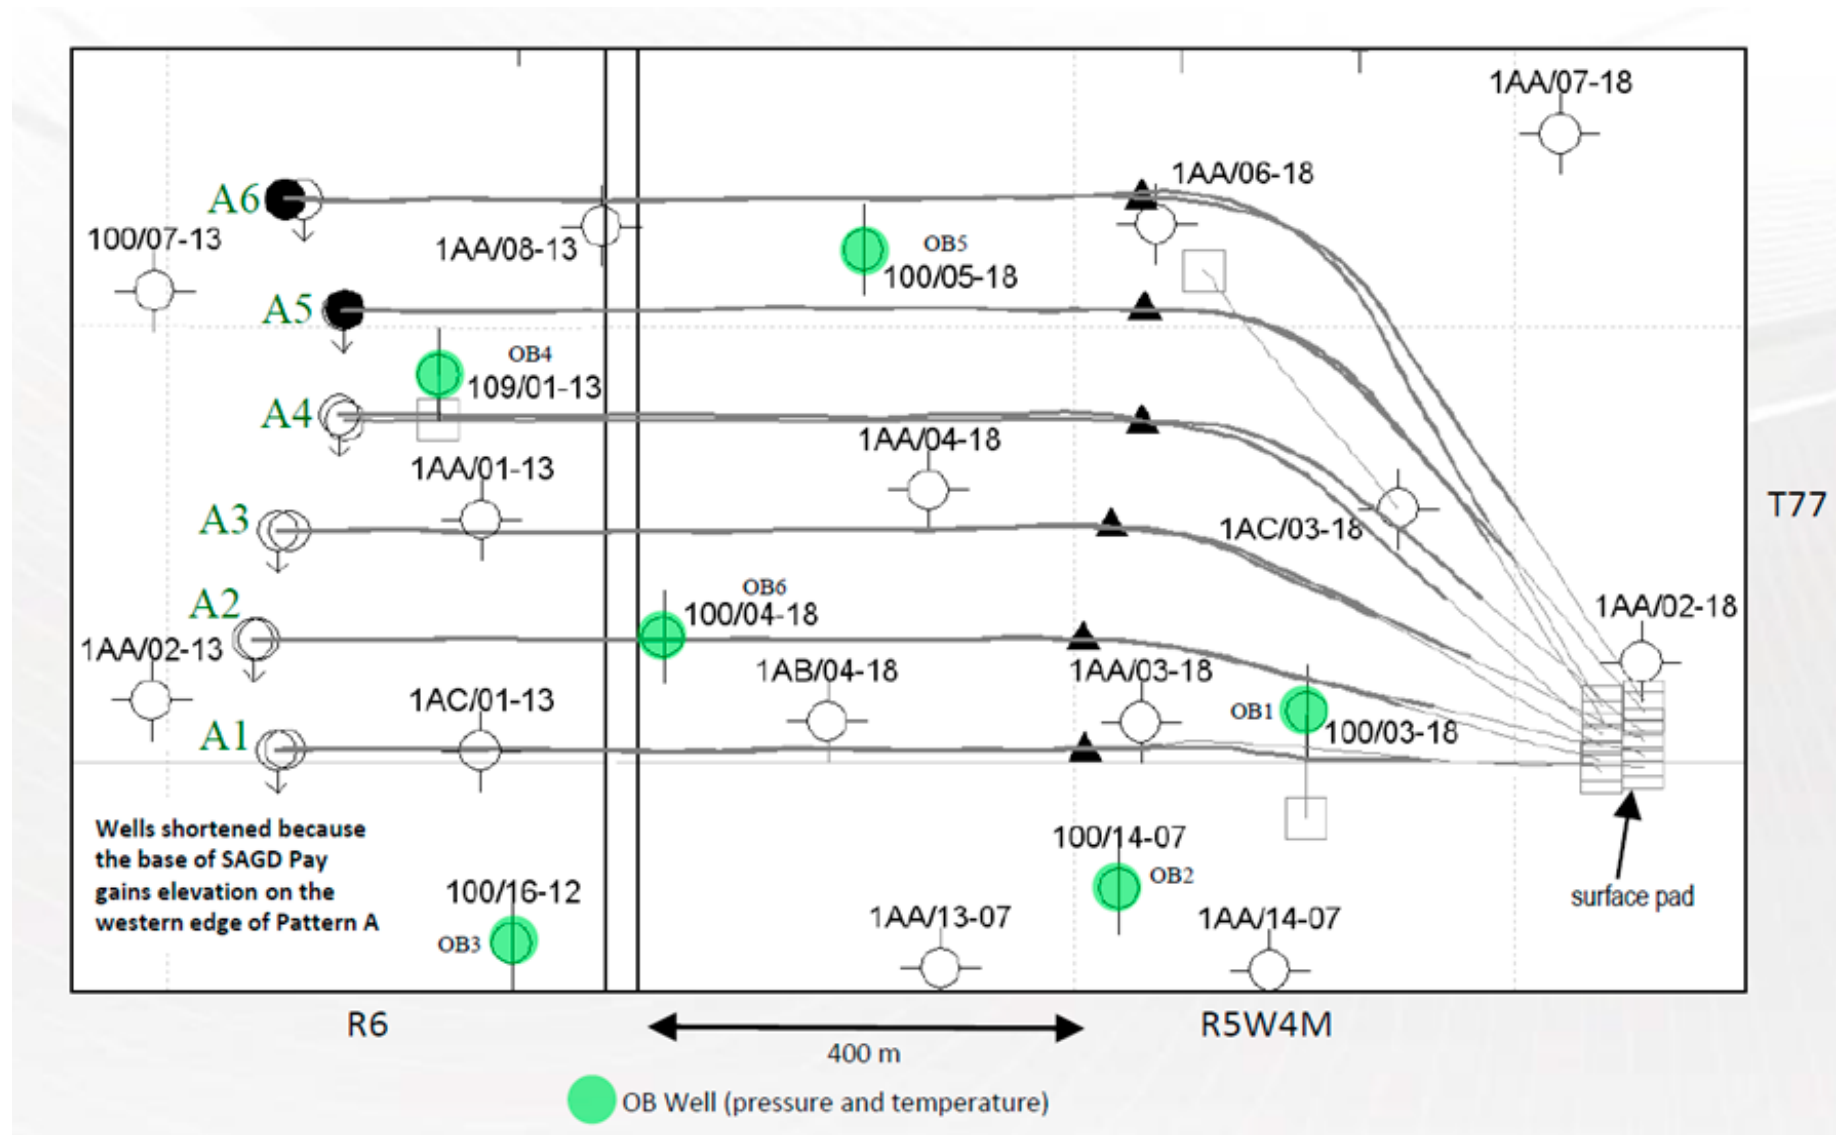 1AA/07-18
1AA/06-18
A6
100/07-13
1AA/08-13
OB5
100/05-18
A5
OB4
109/01-13
A4
1AA/04-18
1AA/01-13
T77
A3
1AC/03-18
OB6
A2
100/04-18
1AA/02-18
1AA/02-13
1AB/04-18
1AA/03-18
1AC/01-13
OB1
A1
100/03-18
Wells shortened because
the base of SAGD Pay
gains elevation on the
western edge of Pattern A
100/14-07
OB2
100/16-12
surface pad
1AA/13-07
1AA/14-07
OB3
R6
R5W4M
400 m
OB Well (pressure and temperature)